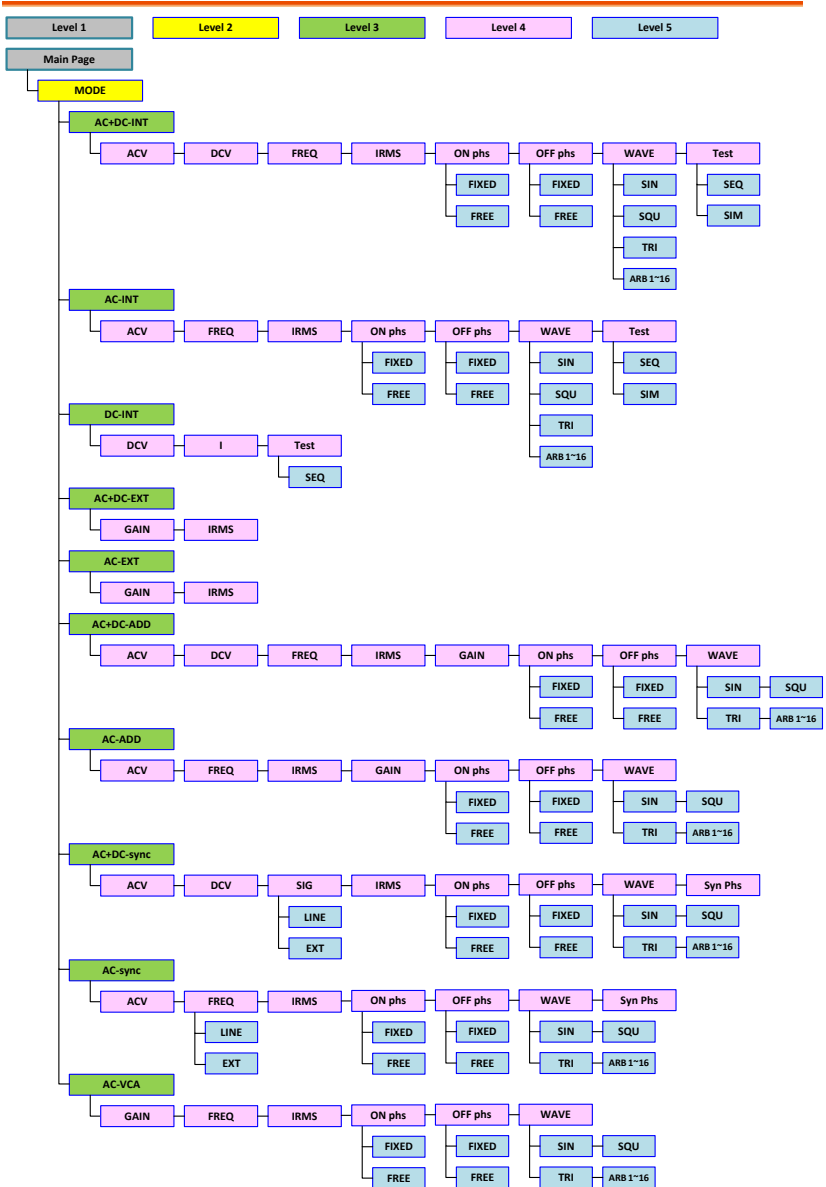 Level 1 Level 2 Level 3 Level 4 Level 5
Main Page
MODE
AC+DC-INT
ACV DCV FREQ IRMS ON phs OFF phs WAVE Test
FIXED FIXED SIN SEQ
FREE FREE SQU SIM
TRI
ARB 1~16
AC-INT
ACV FREQ IRMS ON phs OFF phs WAVE Test
FIXED FIXED SIN SEQ
FREE FREE SQU SIM
TRI
ARB 1~16
DC-INT
DCV I Test
SEQ
AC+DC-EXT
GAIN IRMS
AC-EXT
GAIN IRMS
AC+DC-ADD
ACV DCV FREQ IRMS GAIN ON phs OFF phs WAVE
FIXED FIXED SIN SQU
FREE FREE TRI ARB 1~16
AC-ADD
ACV FREQ IRMS GAIN ON phs OFF phs WAVE
FIXED FIXED SIN SQU
FREE FREE TRI ARB 1~16
AC+DC-sync
ACV DCV SIG IRMS ON phs OFF phs WAVE Syn Phs
LINE FIXED FIXED SIN SQU
EXT FREE FREE TRI ARB 1~16
AC-sync
ACV FREQ IRMS ON phs OFF phs WAVE Syn Phs
LINE FIXED FIXED SIN SQU
EXT FREE FREE TRI ARB 1~16
AC-VCA
GAIN FREQ IRMS ON phs OFF phs WAVE
FIXED FIXED SIN SQU
FREE FREE TRI ARB 1~16